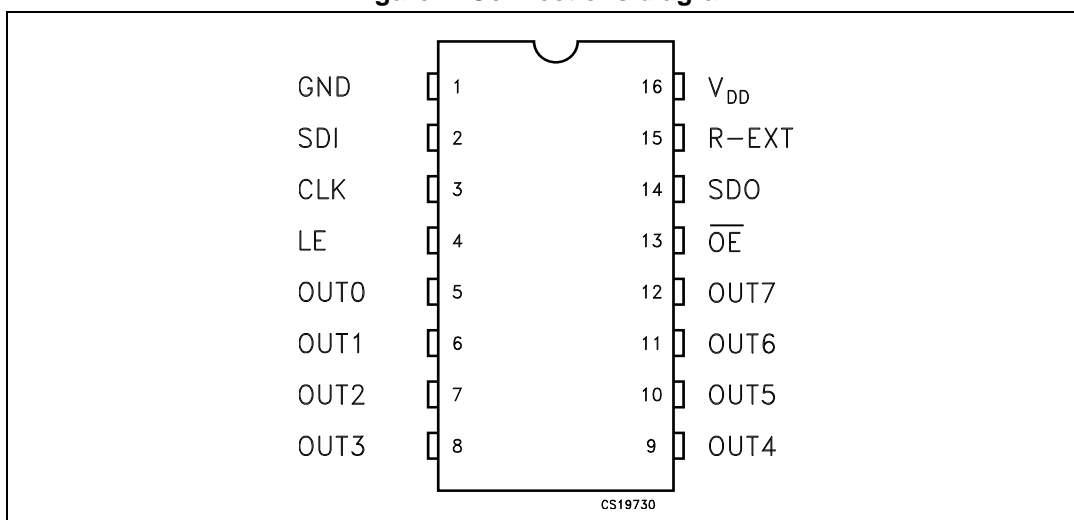 GND 1 16 VDD
SDI 2 15 R-EXT
CLK 3 14 SDO
LE 4 13 O̅E̅
OUT0 5 12 OUT7
OUT1 6 11 OUT6
OUT2 7 10 OUT5
OUT3 8 9 OUT4
CS19730